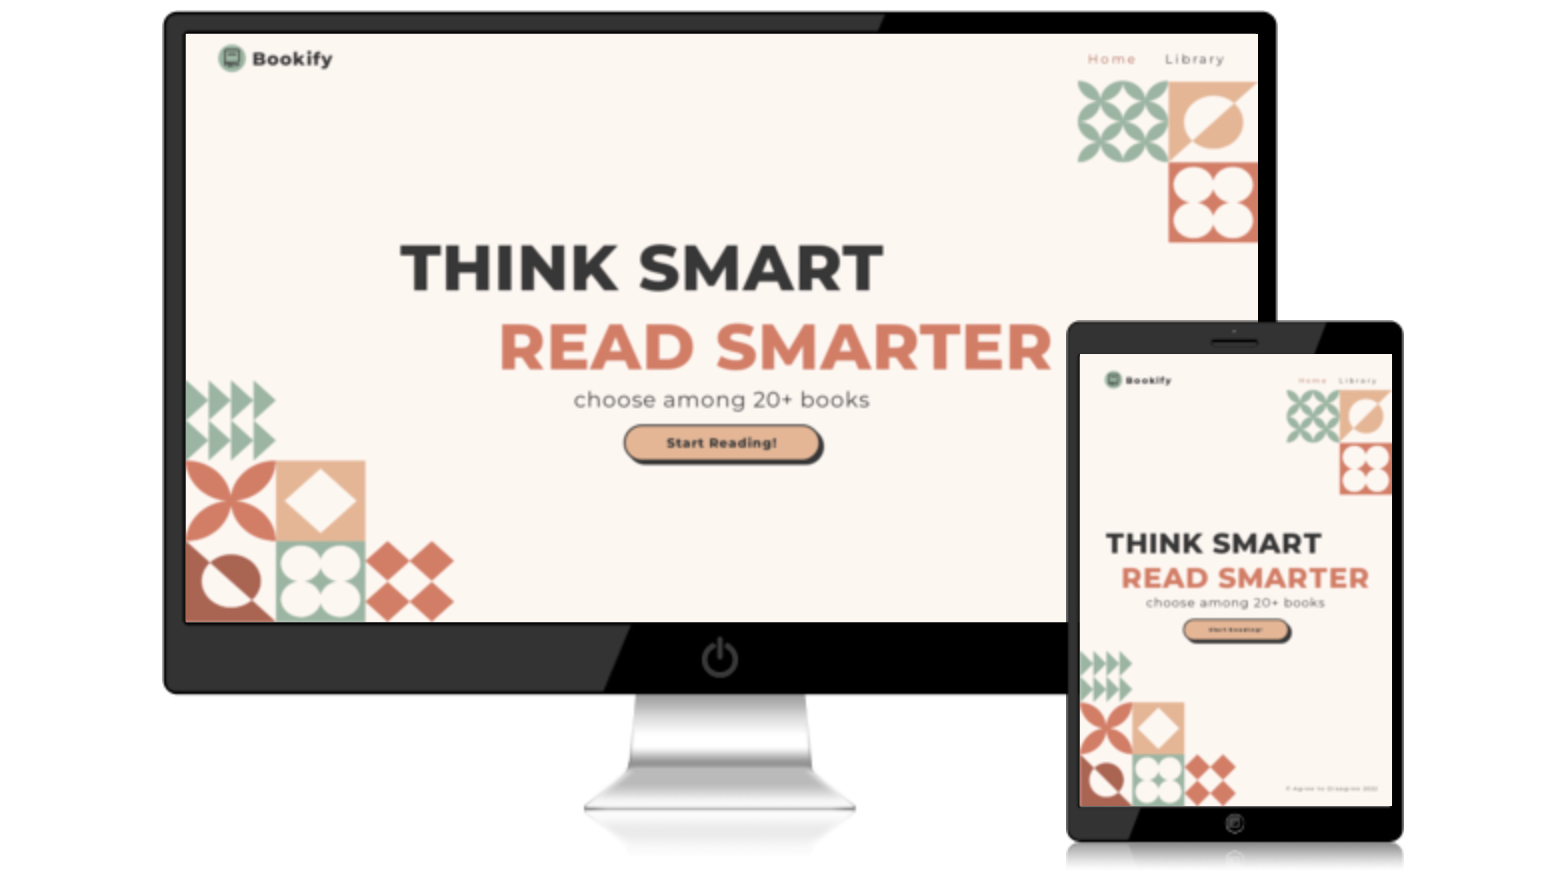 Bookify
Home Library
THINK SMART
READ SMARTER
choose among 20+ books
Start Reading!
Bookify
Home Library
THINK SMART
READ SMARTER
choose among 20+ books
Start Reading!